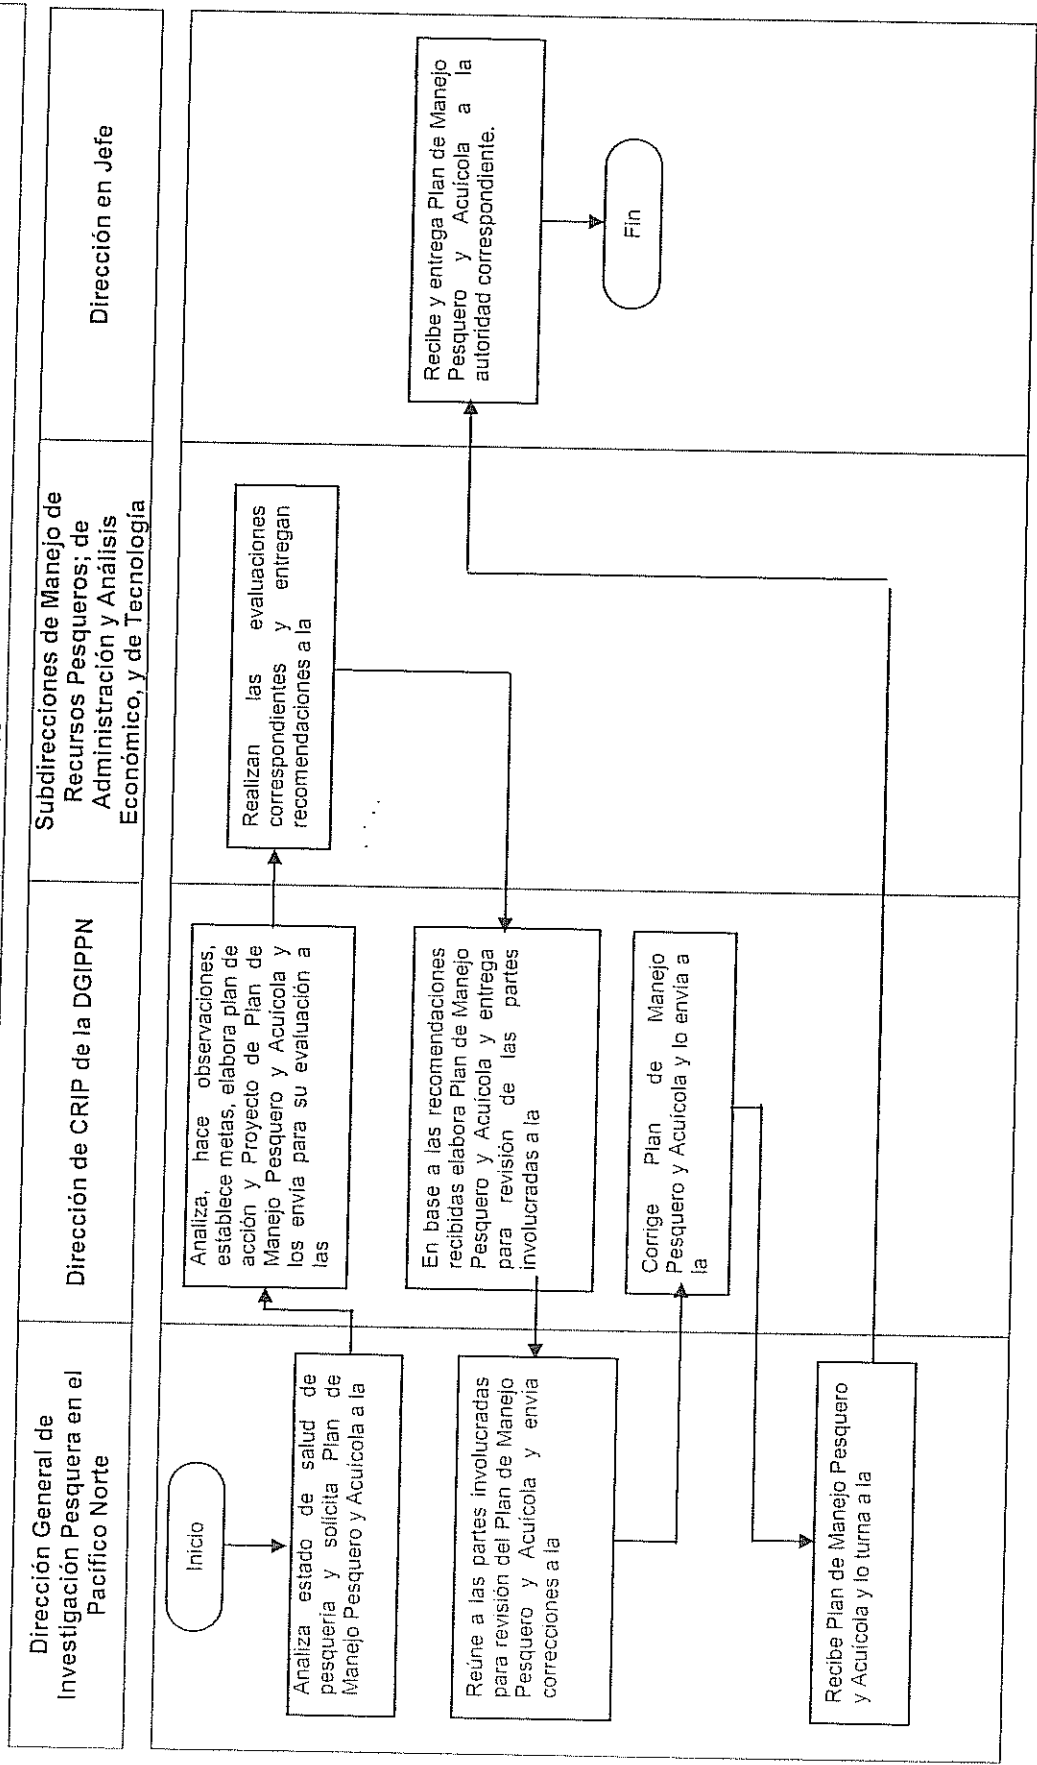 Dirección General de
Investigación Pesquera en el
Pacífico Norte
Dirección de CRIP de la DGIPPN
Subdirecciones de Manejo de
Recursos Pesqueros; de
Administración y Análisis
Económico, y de Tecnología
Dirección en Jefe
Inicio
Analiza estado de salud de
pesquería y solicita Plan de
Manejo Pesquero y Acuícola a la
Analiza, hace observaciones,
establece metas, elabora plan de
acción y Proyecto de Plan de
Manejo Pesquero y Acuícola y
los envía para su evaluación a
las
Realizan las evaluaciones
correspondientes y entregan
recomendaciones a la
En base a las recomendaciones
recibidas elabora Plan de Manejo
Pesquero y Acuícola y entrega
para revisión de las partes
involucradas a la
Reúne a las partes involucradas
para revisión del Plan de Manejo
Pesquero y Acuícola y envía
correcciones a la
Corrige Plan de Manejo
Pesquero y Acuícola y lo envía a
la
Recibe Plan de Manejo Pesquero
y Acuícola y lo turna a la
Recibe y entrega Plan de Manejo
Pesquero y Acuícola a la
autoridad correspondiente.
Fin